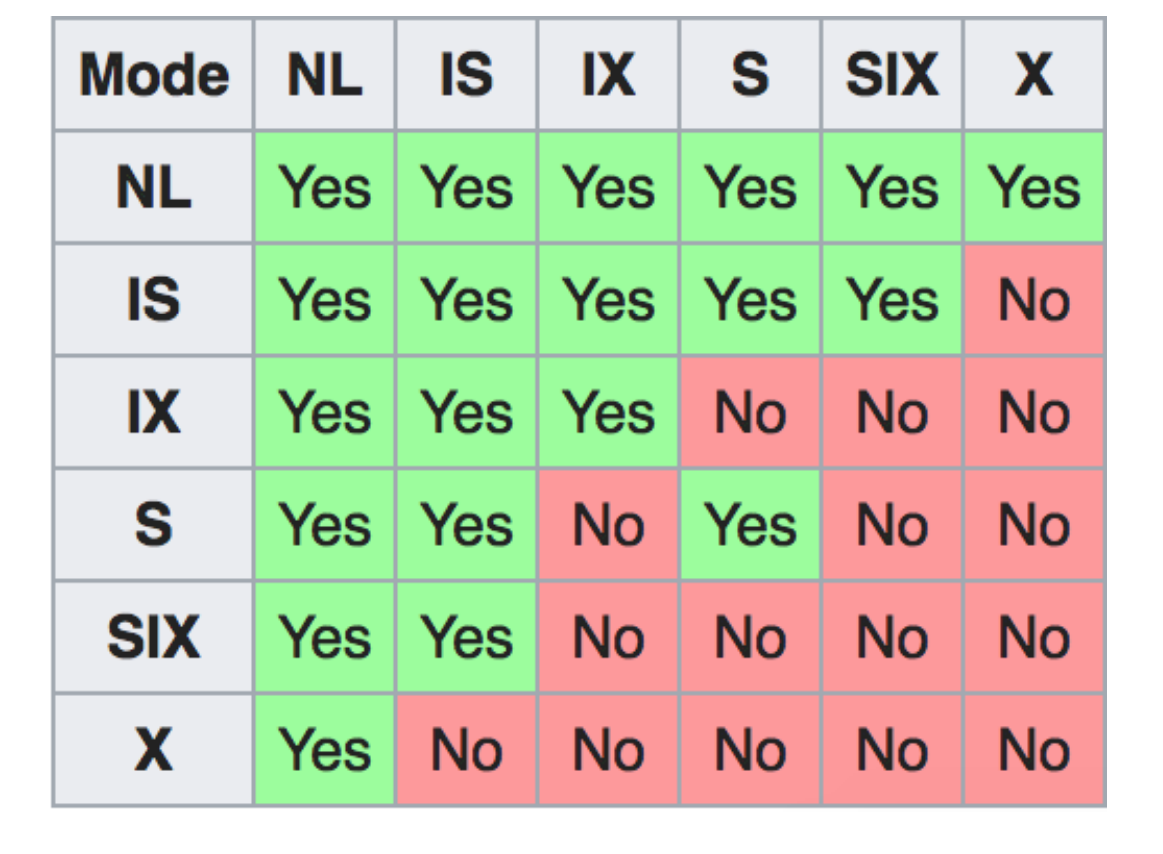 Mode NL IS IX S SIX X
NL Yes Yes Yes Yes Yes Yes
IS Yes Yes Yes Yes Yes No
IX Yes Yes Yes No No No
S Yes Yes No Yes No No
SIX Yes Yes No No No No
X Yes No No No No No